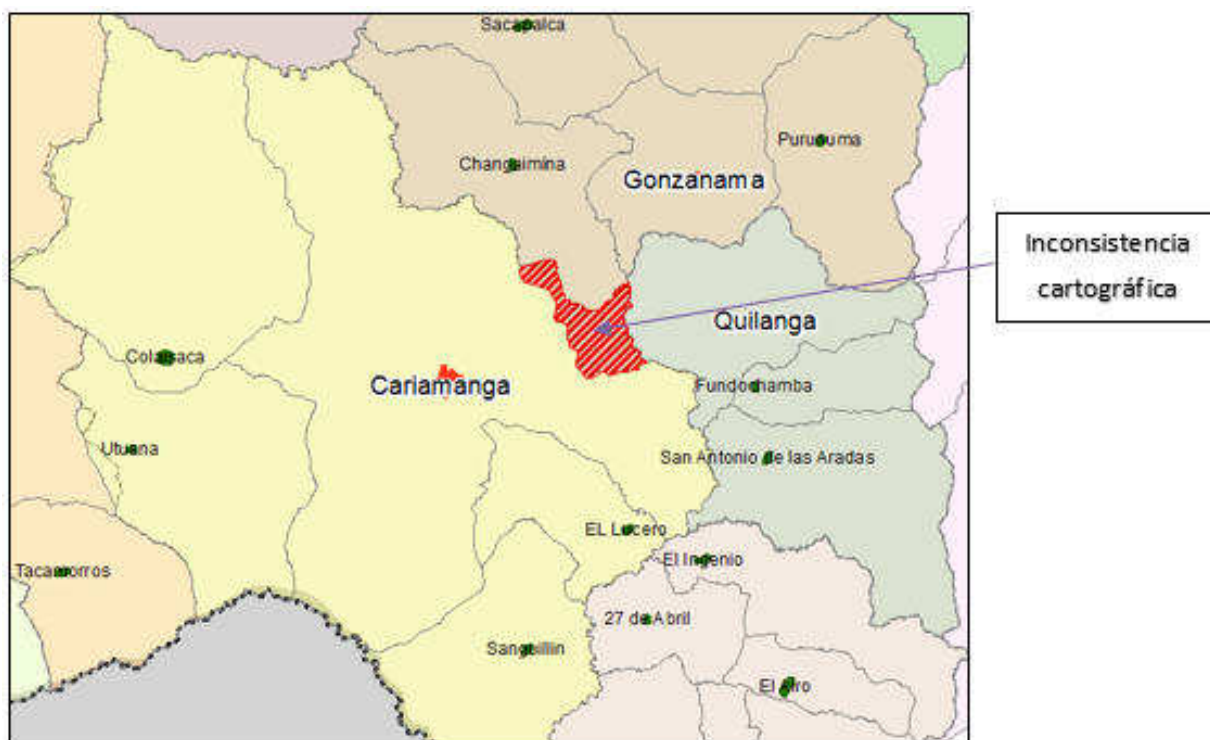 Sacapalca
Changaimina
Purunuma
Gonzanama
Inconsistencia
cartográfica
Quilanga
Colaisaca
Cariamanga
Fundochamba
Utuana
San Antonio de las Aradas
EL Lucero
El Ingenio
Tacamorros
27 de Abril
Sanguillin
El Airo